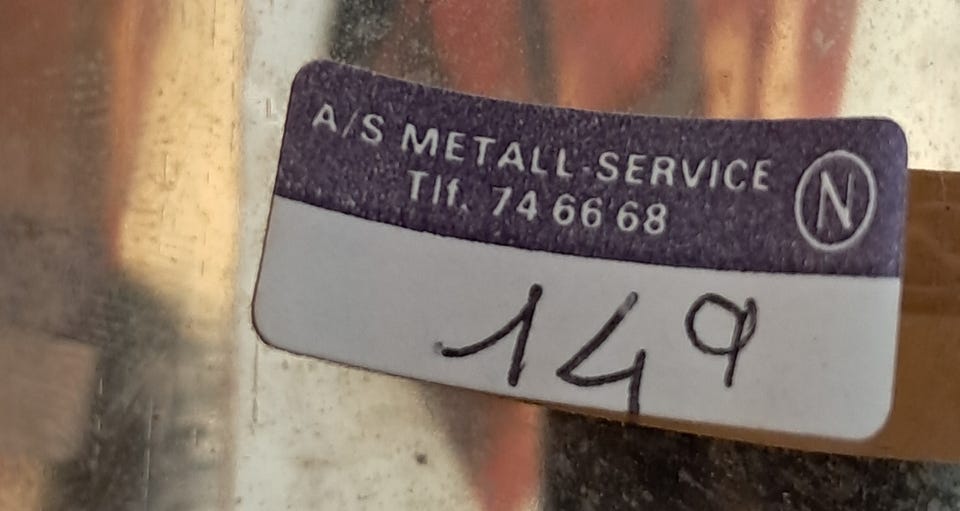 A/S METALL-SERVICE
Tlf. 74 66 68
N
149